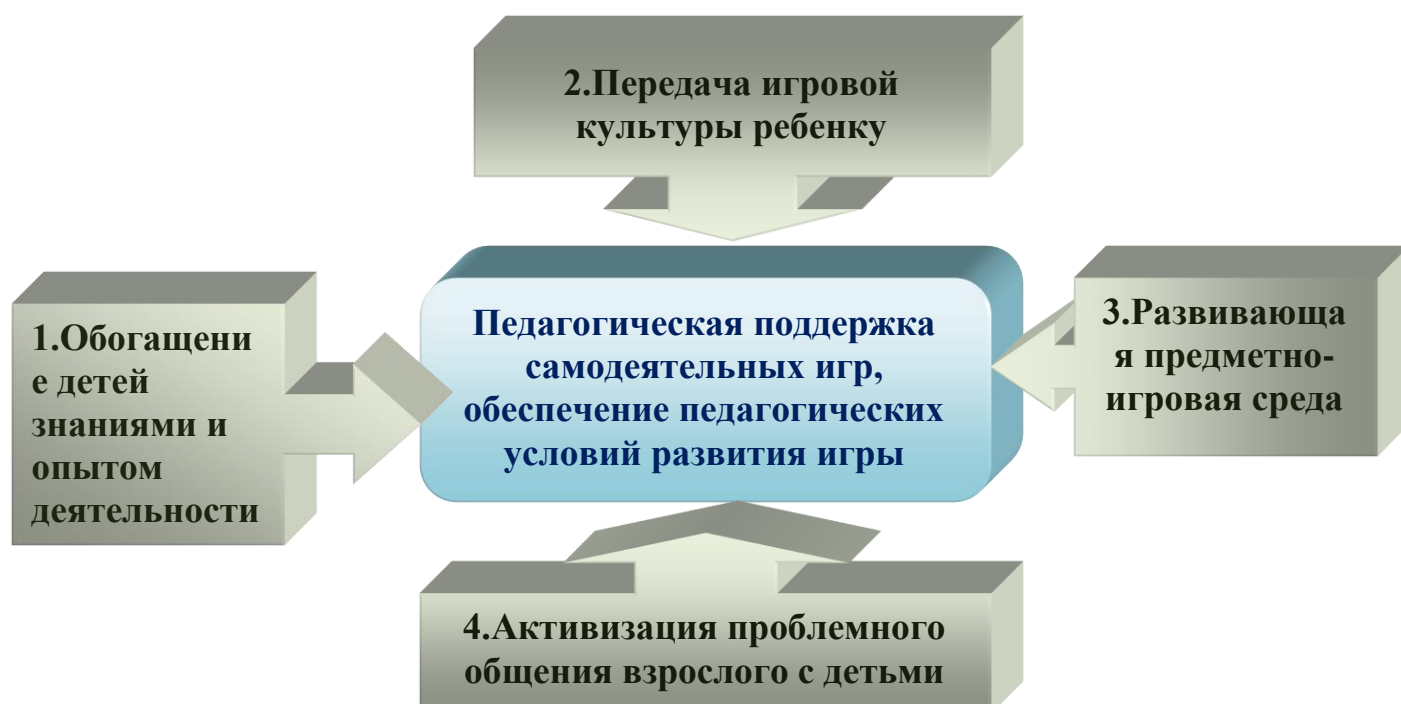 2.Передача игровой
культуры ребенку
1.Обогащени
е детей
знаниями и
опытом
деятельности
Педагогическая поддержка
самодеятельных игр,
обеспечение педагогических
условий развития игры
3.Развивающа
я предметно-
игровая среда
4.Активизация проблемного
общения взрослого с детьми